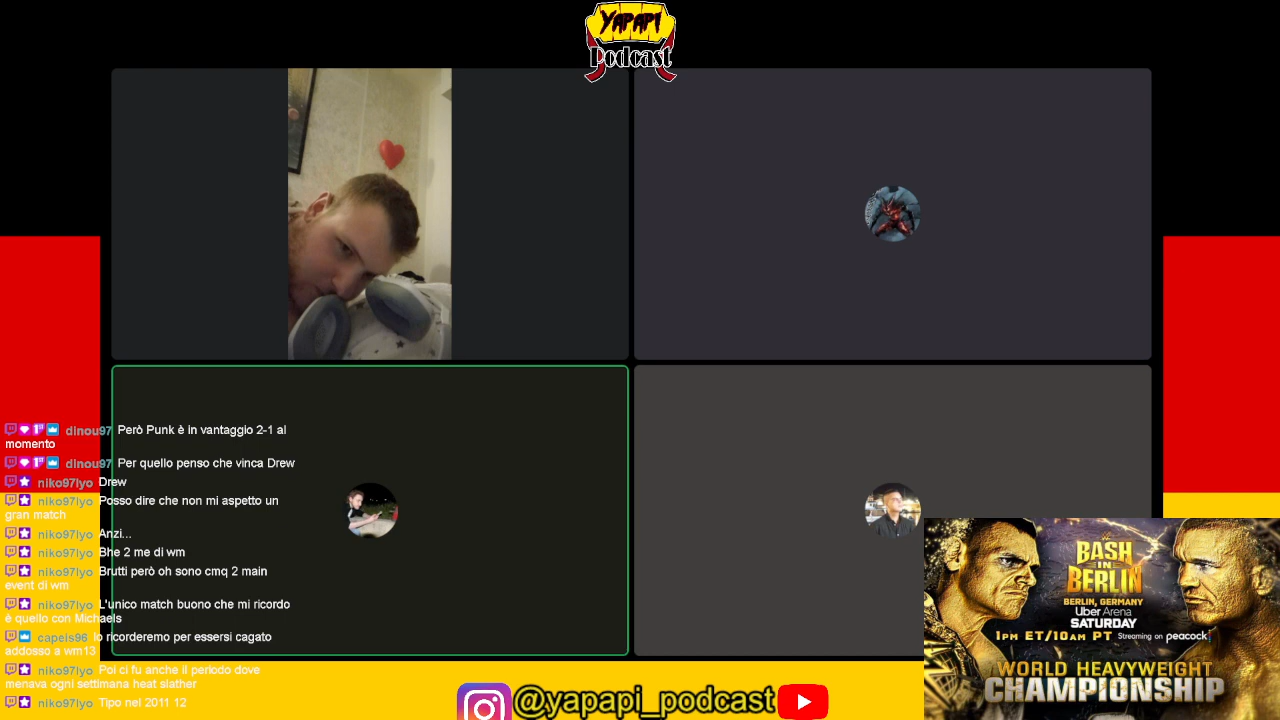 YAPAPI
Podcast
dinou97 Però Punk è in vantaggio 2-1 al
momento
dinou97 Per quello penso che vinca Drew
niko97lyo Drew
niko97lyo Posso dire che non mi aspetto un
gran match
niko97lyo Anzi...
niko97lyo Bhe 2 me di wm
niko97lyo Brutti però oh sono cmq 2 main
event di wm
niko97lyo L'unico match buono che mi ricordo
è quello con Michaels
capeis96 lo ricorderemo per essersi cagato
addosso a wm13
niko97lyo Poi ci fu anche il periodo dove
menava ogni settimana heat slather
niko97lyo Tipo nel 2011 12
BASH
IN
BERLIN
BERLIN, GERMANY
Uber Arena
SATURDAY
1PM ET/10AM PT Streaming on peacock
WORLD HEAVYWEIGHT
CHAMPIONSHIP
@yapapi_podcast